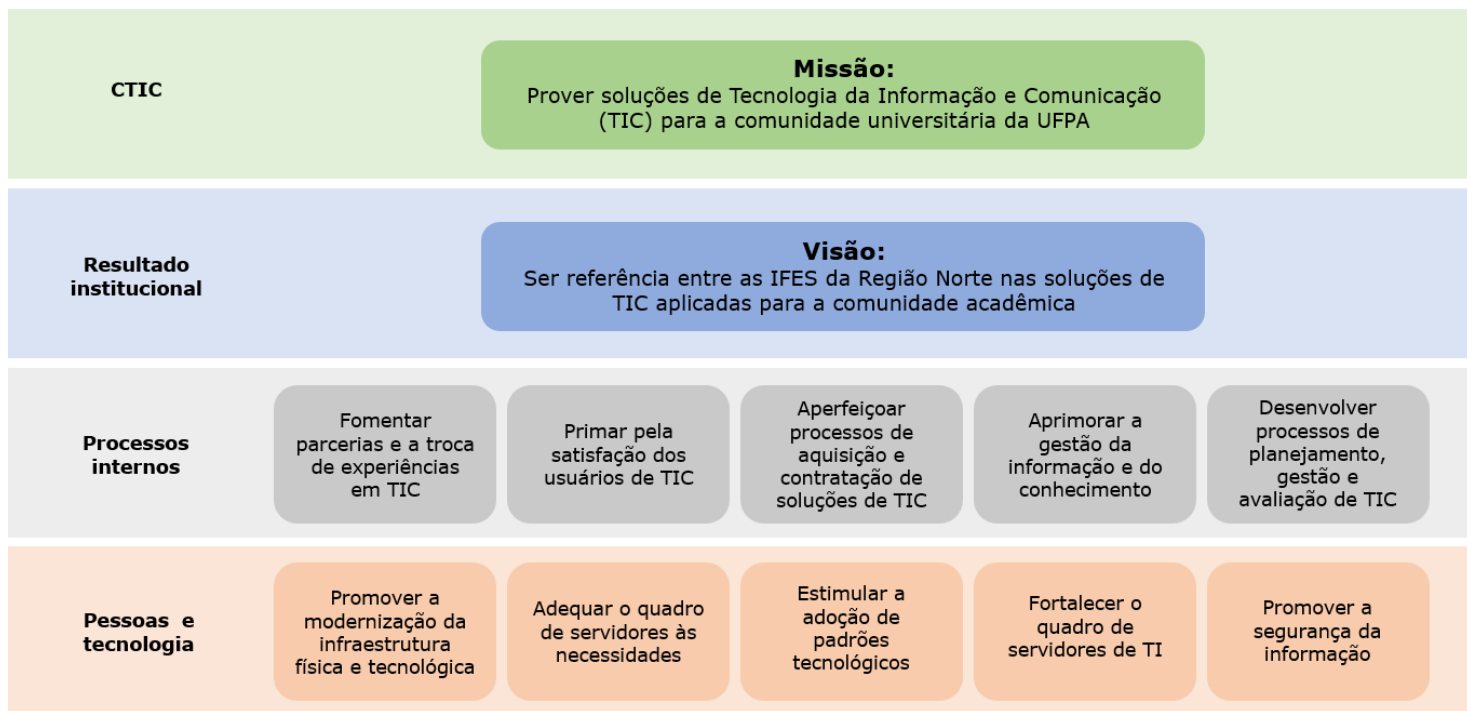 CTIC
Missão:
Prover soluções de Tecnologia da Informação e Comunicação
(TIC) para a comunidade universitária da UFPA
Resultado
institucional
Visão:
Ser referência entre as IFES da Região Norte nas soluções de
TIC aplicadas para a comunidade acadêmica
Processos
internos
Fomentar
parcerias e a troca
de experiências
em TIC
Primar pela
satisfação dos
usuários de TIC
Aperfeiçoar
processos de
aquisição e
contratação de
soluções de TIC
Aprimorar a
gestão da
informação e do
conhecimento
Desenvolver
processos de
planejamento,
gestão e
avaliação de TIC
Pessoas e
tecnologia
Promover a
modernização da
infraestrutura
física e tecnológica
Adequar o quadro
de servidores às
necessidades
Estimular a
adoção de
padrões
tecnológicos
Fortalecer o
quadro de
servidores de TI
Promover a
segurança da
informação